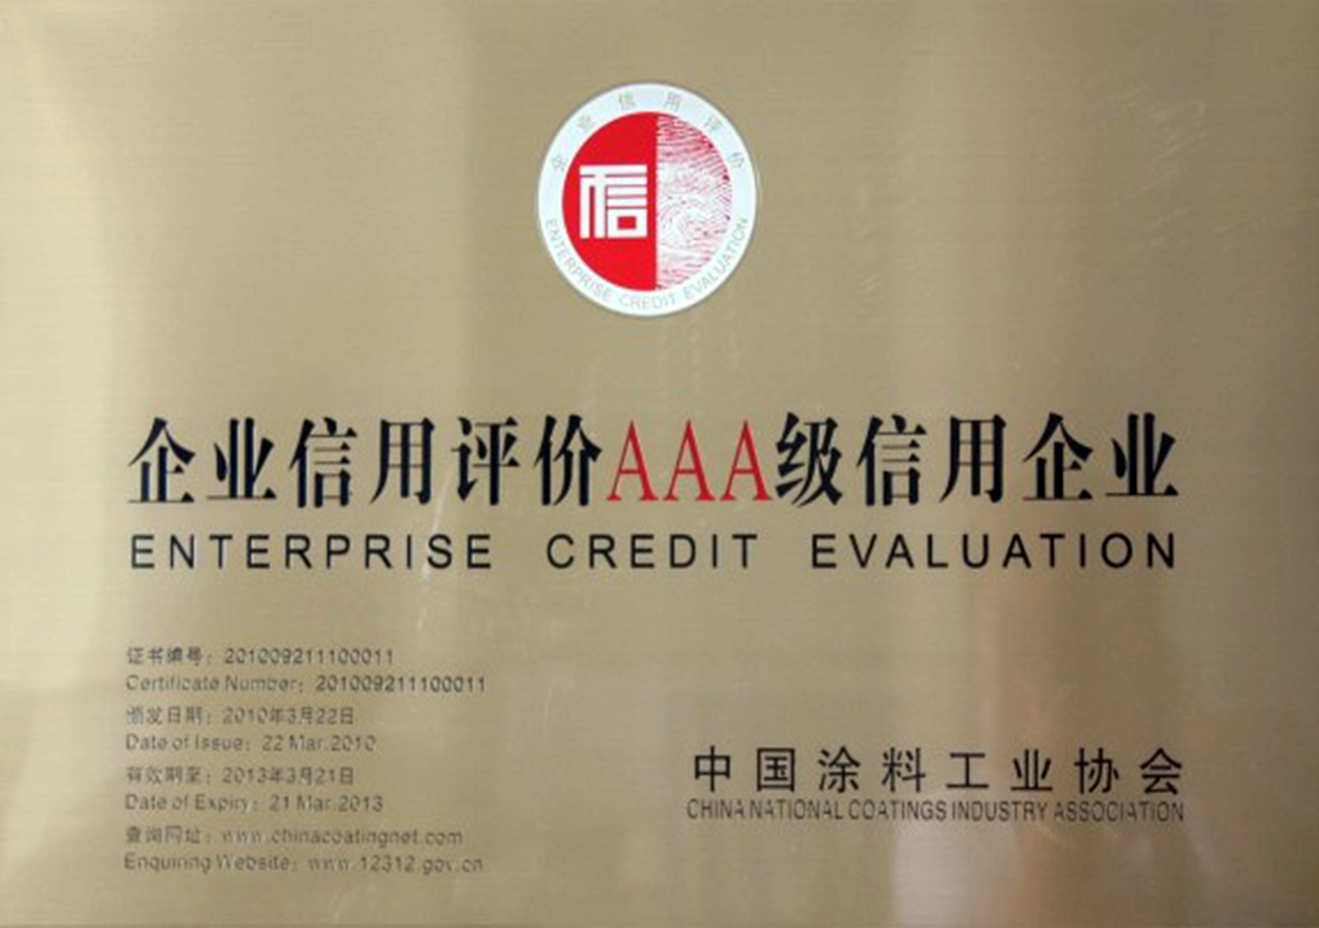 企业信用评价
信
ENTERPRISE CREDIT EVALUATION
企业信用评价AAA级信用企业
ENTERPRISE CREDIT EVALUATION
证书编号：201009211100011
Certificate Number：201009211100011
颁发日期：2010年3月22日
Date of Issue：22 Mar.2010
有效期至：2013年3月21日
Date of Expiry：21 Mar.2013
查询网址：www.chinacoatingnet.com
Enquiring Website：www.12312.gov.cn
中国涂料工业协会
CHINA NATIONAL COATINGS INDUSTRY ASSOCIATION